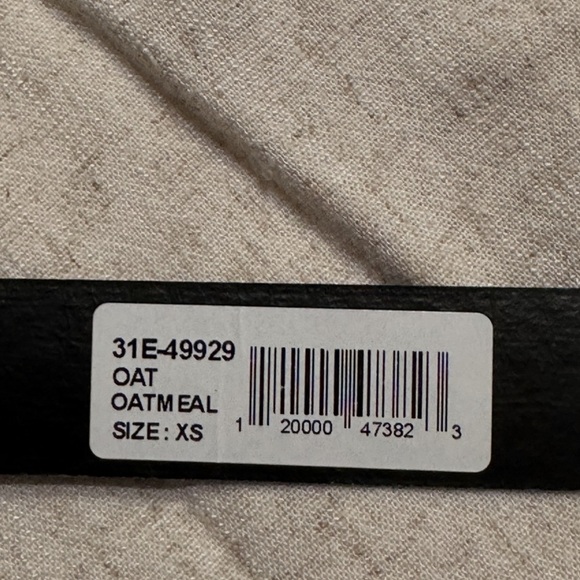 31E-49929
OAT
OATMEAL
SIZE: XS
1 20000 47382 3